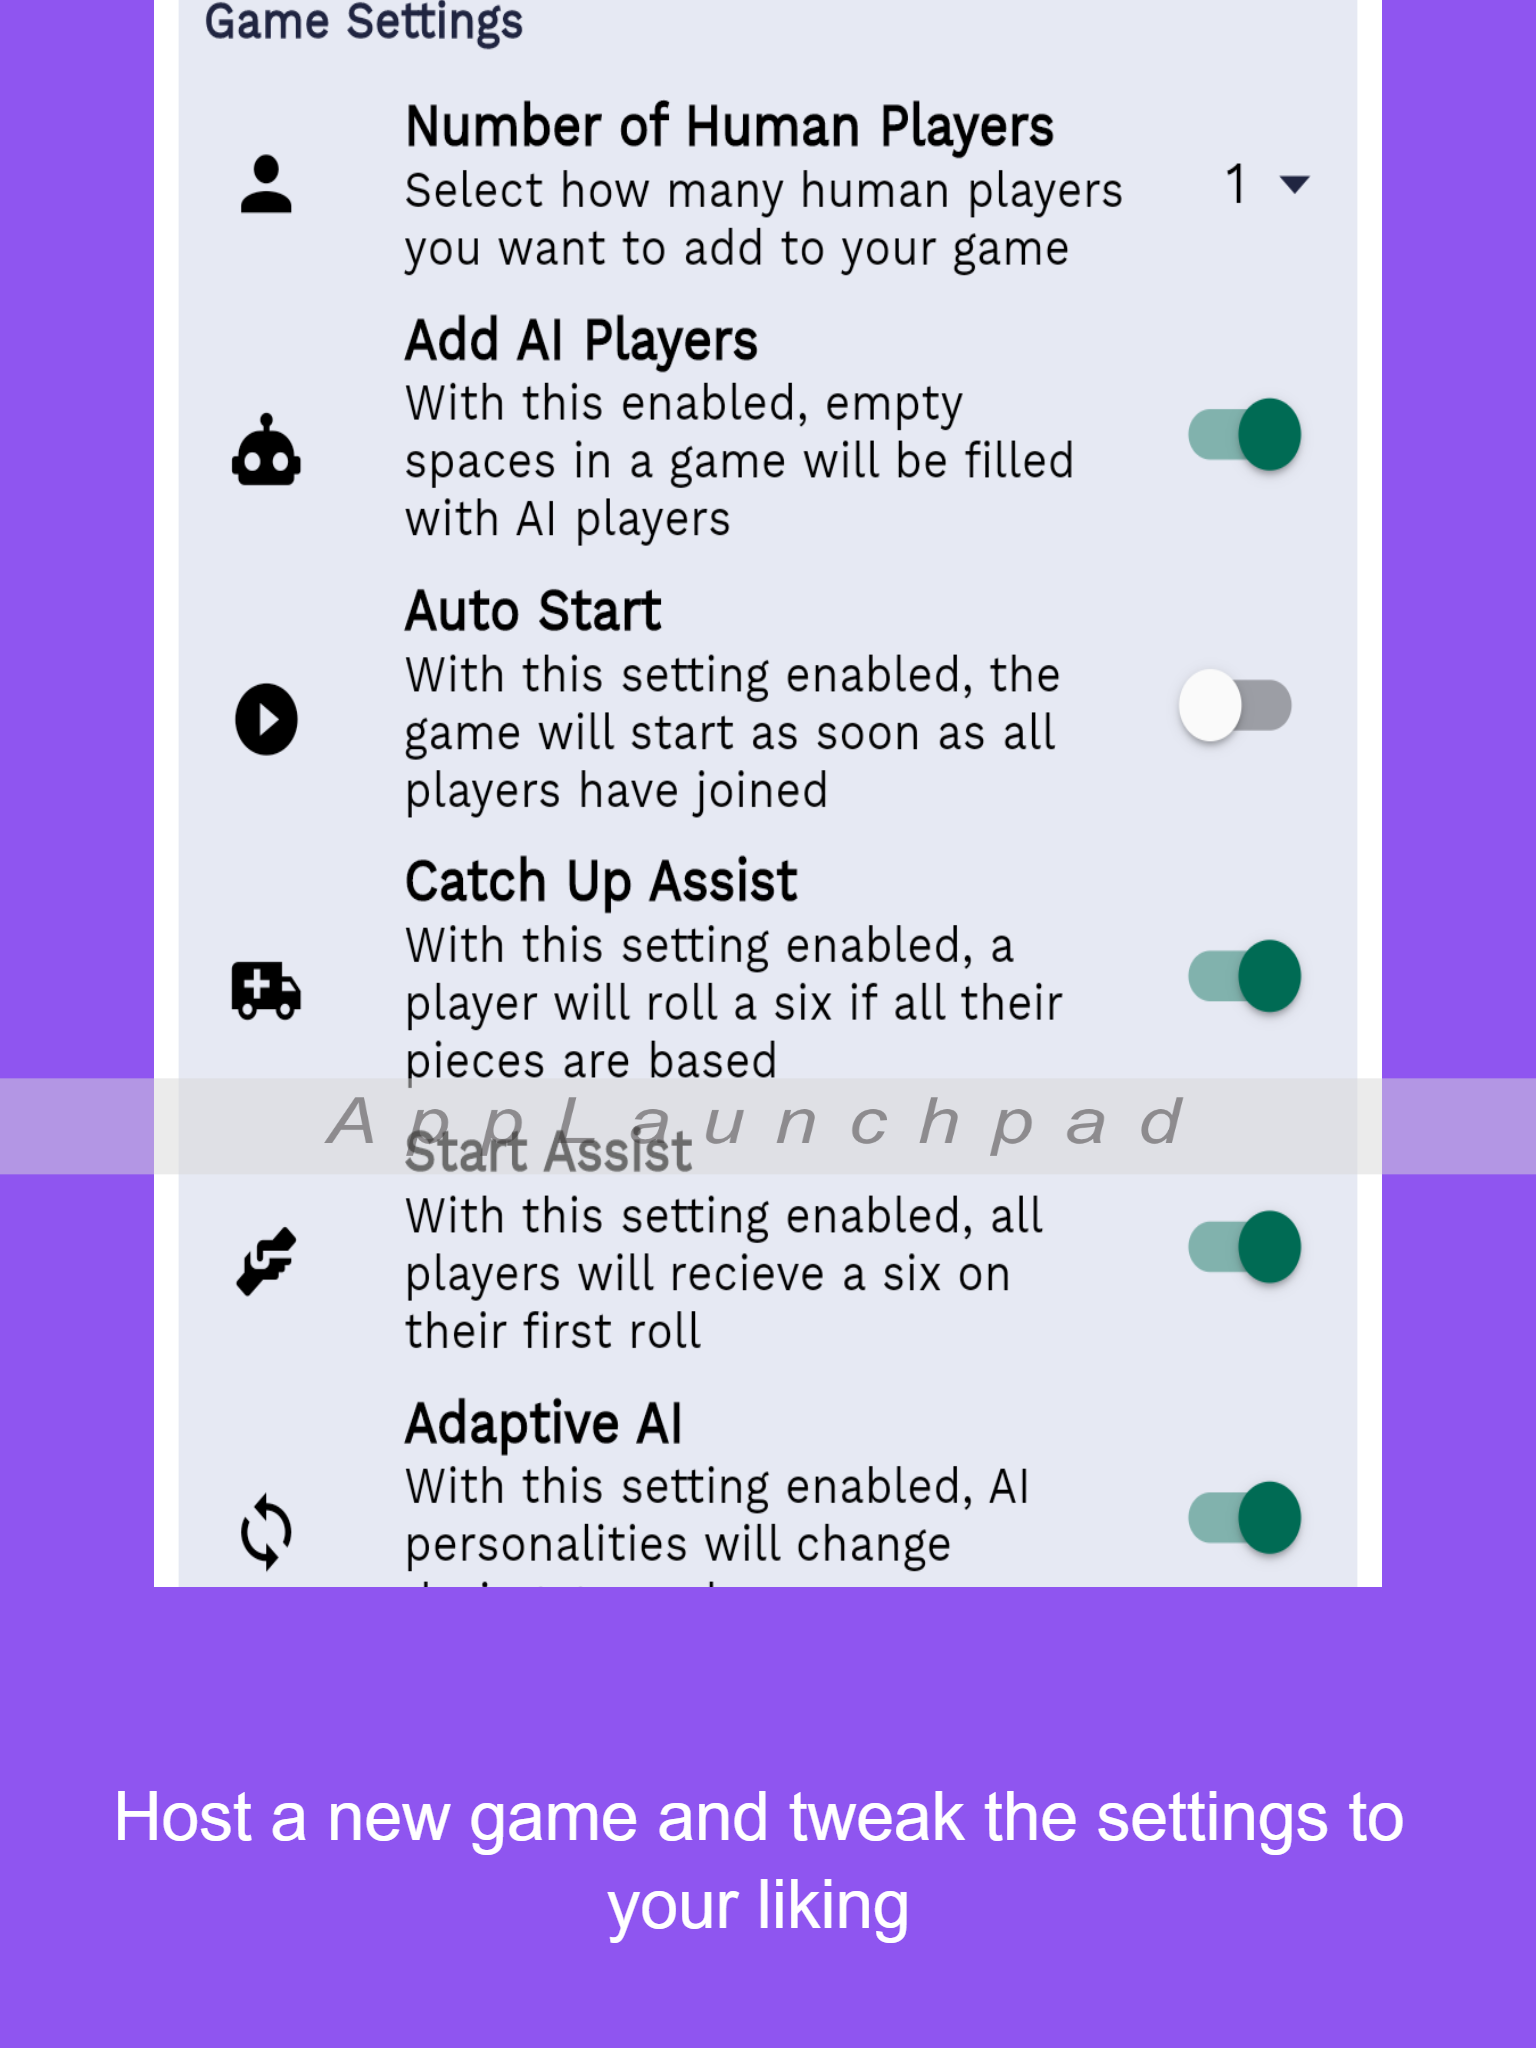 Game Settings
Number of Human Players
Select how many human players
you want to add to your game
1
Add AI Players
With this enabled, empty
spaces in a game will be filled
with AI players
Auto Start
With this setting enabled, the
game will start as soon as all
players have joined
Catch Up Assist
With this setting enabled, a
player will roll a six if all their
pieces are based
AppLaunchpad
Start Assist
With this setting enabled, all
players will recieve a six on
their first roll
Adaptive AI
With this setting enabled, AI
personalities will change
Host a new game and tweak the settings to
your liking